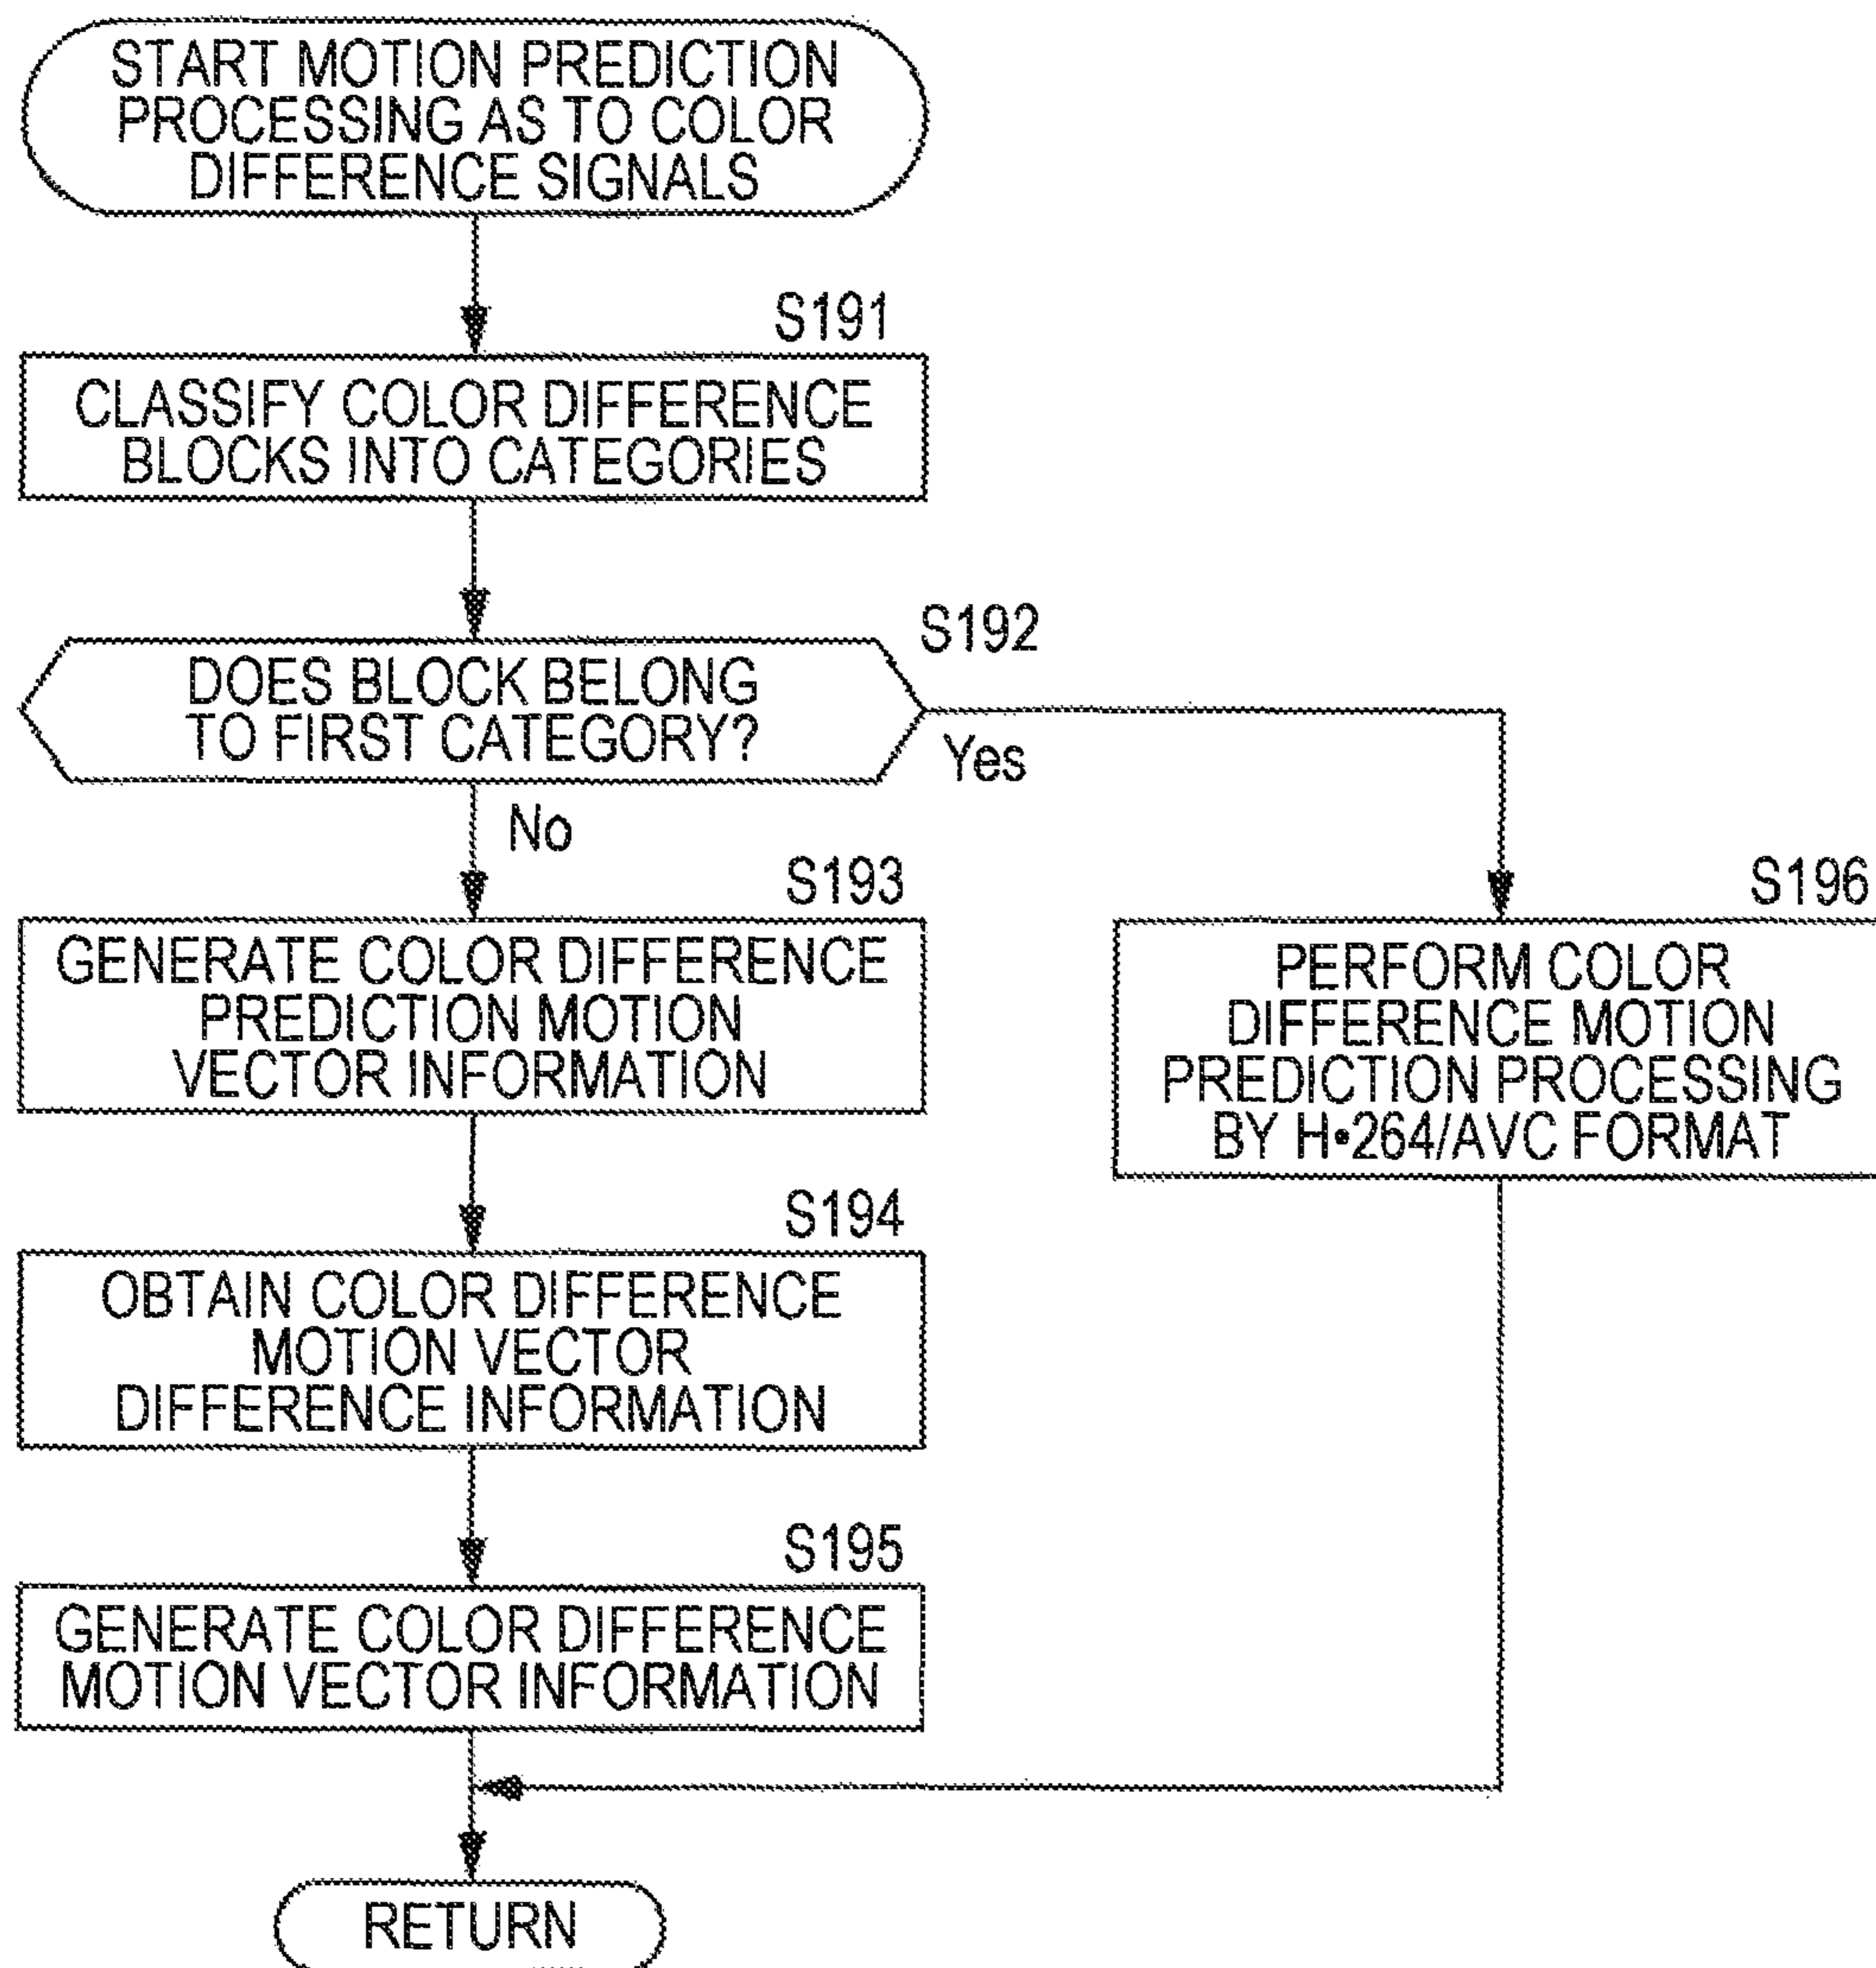 START MOTION PREDICTION
PROCESSING AS TO COLOR
DIFFERENCE SIGNALS
S191
CLASSIFY COLOR DIFFERENCE
BLOCKS INTO CATEGORIES
S192
DOES BLOCK BELONG
TO FIRST CATEGORY?
Yes
No
S193
GENERATE COLOR DIFFERENCE
PREDICTION MOTION
VECTOR INFORMATION
S196
PERFORM COLOR
DIFFERENCE MOTION
PREDICTION PROCESSING
BY H•264/AVC FORMAT
S194
OBTAIN COLOR DIFFERENCE
MOTION VECTOR
DIFFERENCE INFORMATION
S195
GENERATE COLOR DIFFERENCE
MOTION VECTOR INFORMATION
RETURN